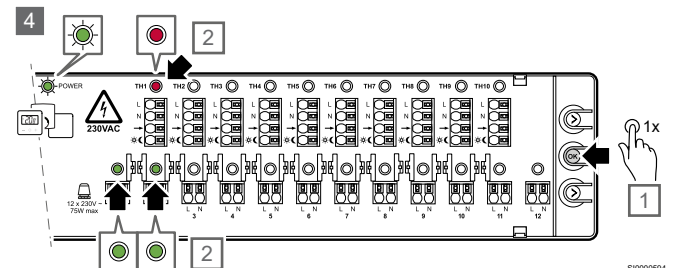 4
2
POWER
TH1 TH2 TH3 TH4 TH5 TH6 TH7 TH8 TH9 TH10
L
N
230VAC
1x
OK
12 x 230V ~
75W max
L N L N L N L N L N L N L N L N L N L N
3 4 5 6 7 8 9 10 11 12
1
2
SI0000504